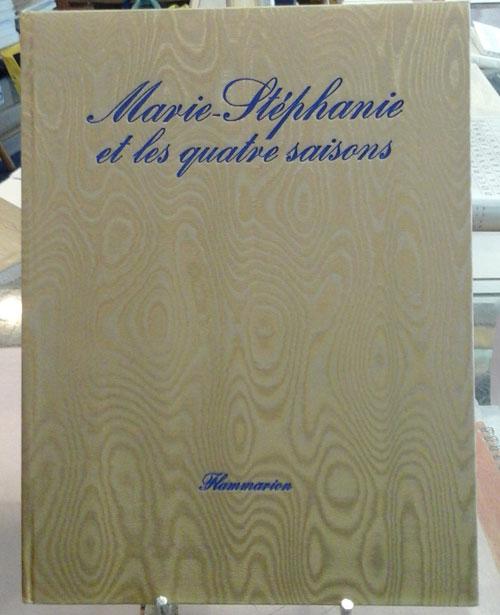 Marie-Stéphanie
et les quatre saisons
Flammarion